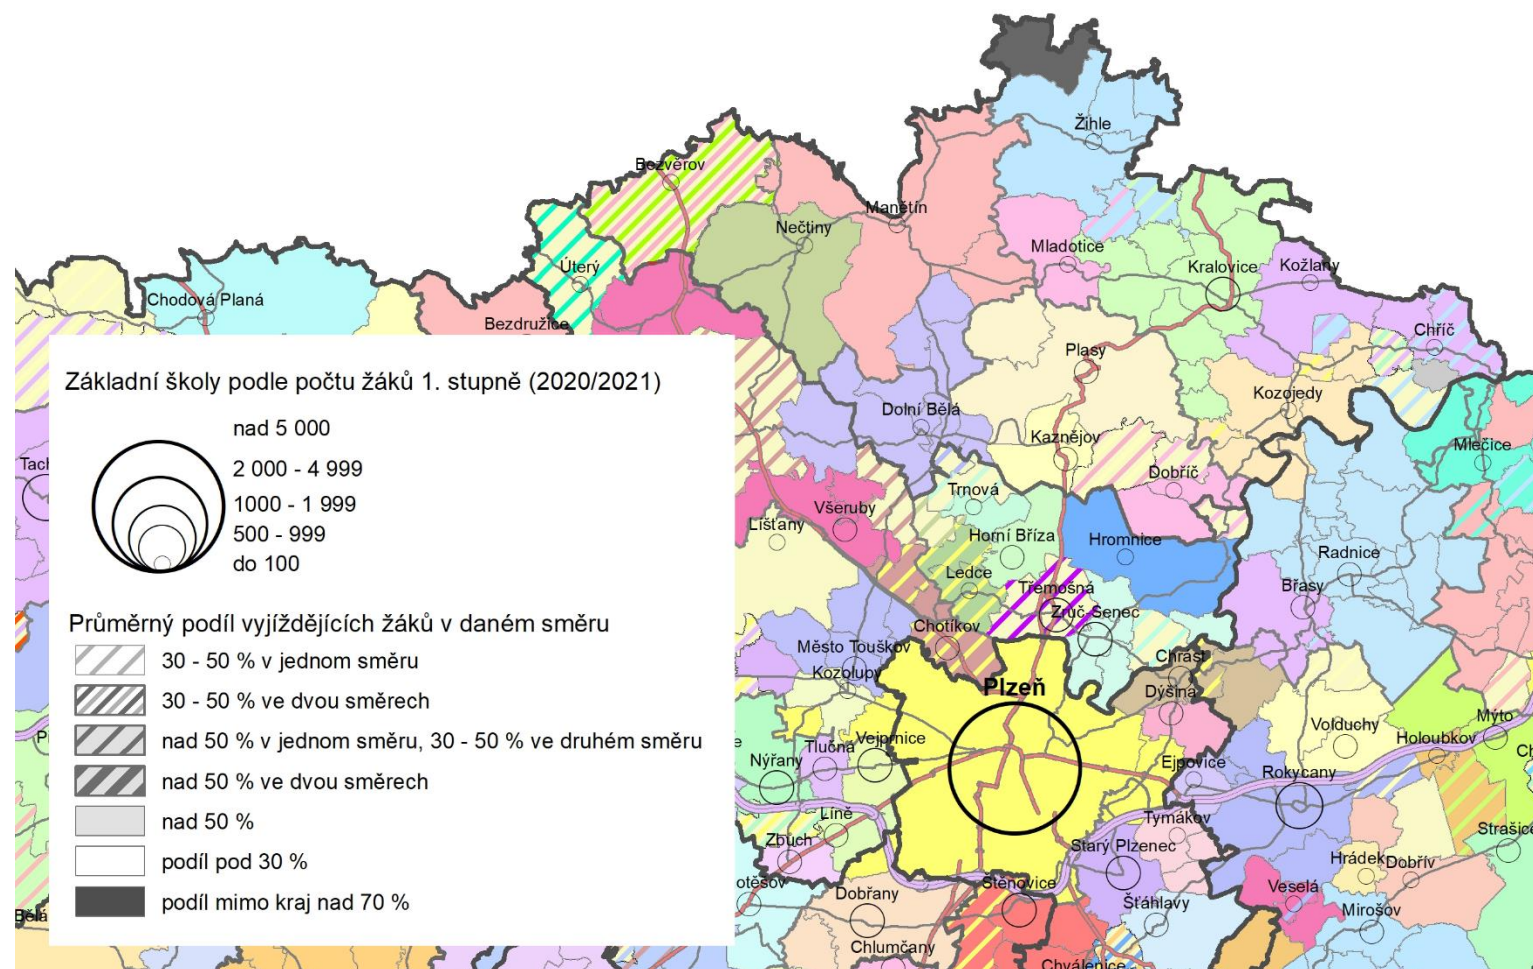 Žihle
Bezvěrov
Manětín
Nečtiny
Mladotice
Úterý
Kralovice
Kožlany
Chodová Planá
Bezdružice
Chříč
Plasy
Základní školy podle počtu žáků 1. stupně (2020/2021)
nad 5 000
2 000 - 4 999
1000 - 1 999
500 - 999
do 100
Kozojedy
Dolní Bělá
Kaznějov
Mlečice
Tach
Dobříč
Trnová
Všeruby
Líšťany
Horní Bříza
Hromnice
Radnice
Ledce
Třemošná
Břasy
Zruč-Senec
Chotíkov
Průměrný podíl vyjíždějících žáků v daném směru
30 - 50 % v jednom směru
30 - 50 % ve dvou směrech
nad 50 % v jednom směru, 30 - 50 % ve druhém směru
nad 50 % ve dvou směrech
nad 50 %
podíl pod 30 %
podíl mimo kraj nad 70 %
Město Touškov
Kozolupy
Chrást
Plzeň
Dýšina
Mýto
Volduchy
Holoubkov
Vejprnice
Tlučná
Nýřany
Ejpovice
Rokycany
Líně
Tymákov
Strašice
Zbůch
Starý Plzenec
Hrádek
Dobřív
otěšov
Dobřany
Štěnovice
Veselá
Bělá
Šťáhlavy
Mirošov
Chlumčany
Chválenice